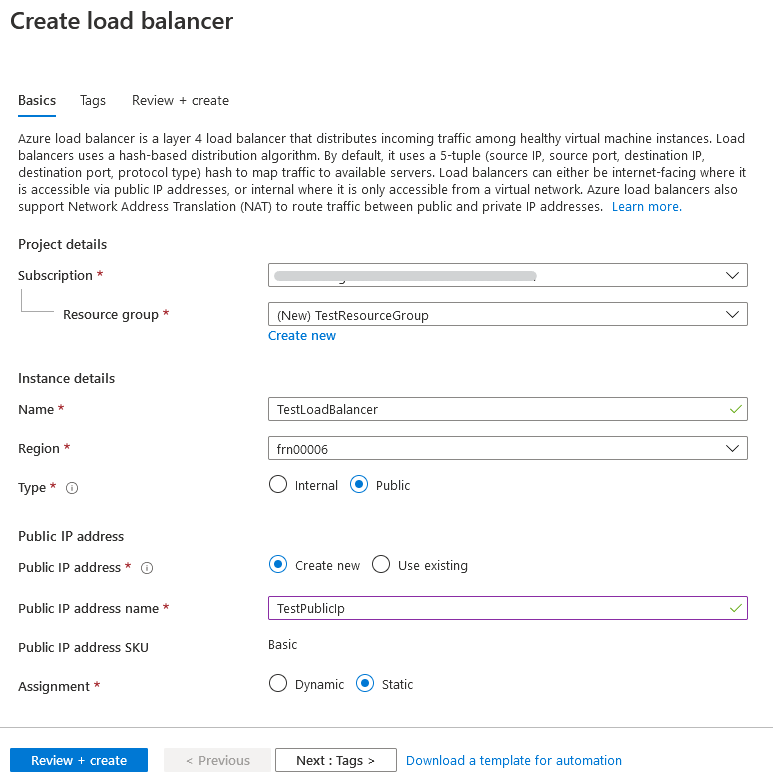 Create load balancer
Basics Tags Review + create
Azure load balancer is a layer 4 load balancer that distributes incoming traffic among healthy virtual machine instances. Load
balancers uses a hash-based distribution algorithm. By default, it uses a 5-tuple (source IP, source port, destination IP,
destination port, protocol type) hash to map traffic to available servers. Load balancers can either be internet-facing where it
is accessible via public IP addresses, or internal where it is only accessible from a virtual network. Azure load balancers also
support Network Address Translation (NAT) to route traffic between public and private IP addresses. Learn more.
Project details
Subscription *
Resource group * (New) TestResourceGroup
Create new
Instance details
Name * TestLoadBalancer
Region * frn00006
Type * Internal Public
Public IP address
Public IP address * Create new Use existing
Public IP address name * TestPublicIp
Public IP address SKU Basic
Assignment * Dynamic Static
Review + create < Previous Next : Tags > Download a template for automation